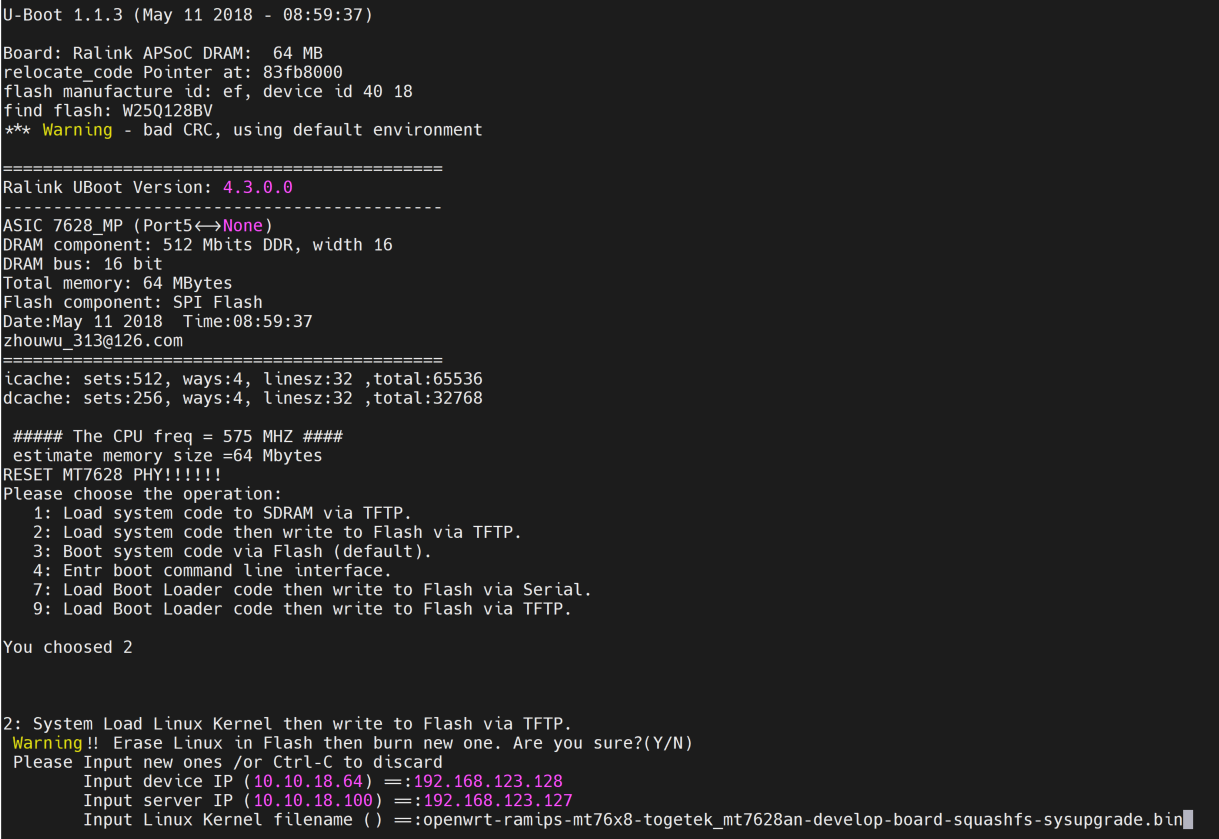 U-Boot 1.1.3 (May 11 2018 - 08:59:37)
Board: Ralink APSoC DRAM:  64 MB
relocate_code Pointer at: 83fb8000
flash manufacture id: ef, device id 40 18
find flash: W25Q128BV
*** Warning - bad CRC, using default environment
============================================
Ralink UBoot Version: 4.3.0.0
--------------------------------------------
ASIC 7628_MP (Port5<->None)
DRAM component: 512 Mbits DDR, width 16
DRAM bus: 16 bit
Total memory: 64 MBytes
Flash component: SPI Flash
Date:May 11 2018  Time:08:59:37
zhouwu_313@126.com
============================================
icache: sets:512, ways:4, linesz:32 ,total:65536
dcache: sets:256, ways:4, linesz:32 ,total:32768
 ##### The CPU freq = 575 MHZ ####
 estimate memory size =64 Mbytes
RESET MT7628 PHY!!!!!!
Please choose the operation:
   1: Load system code to SDRAM via TFTP.
   2: Load system code then write to Flash via TFTP.
   3: Boot system code via Flash (default).
   4: Entr boot command line interface.
   7: Load Boot Loader code then write to Flash via Serial.
   9: Load Boot Loader code then write to Flash via TFTP.
You choosed 2
2: System Load Linux Kernel then write to Flash via TFTP.
 Warning!! Erase Linux in Flash then burn new one. Are you sure?(Y/N)
 Please Input new ones /or Ctrl-C to discard
        Input device IP (10.10.18.64) ==:192.168.123.128
        Input server IP (10.10.18.100) ==:192.168.123.127
        Input Linux Kernel filename () ==:openwrt-ramips-mt76x8-togetek_mt7628an-develop-board-squashfs-sysupgrade.bin